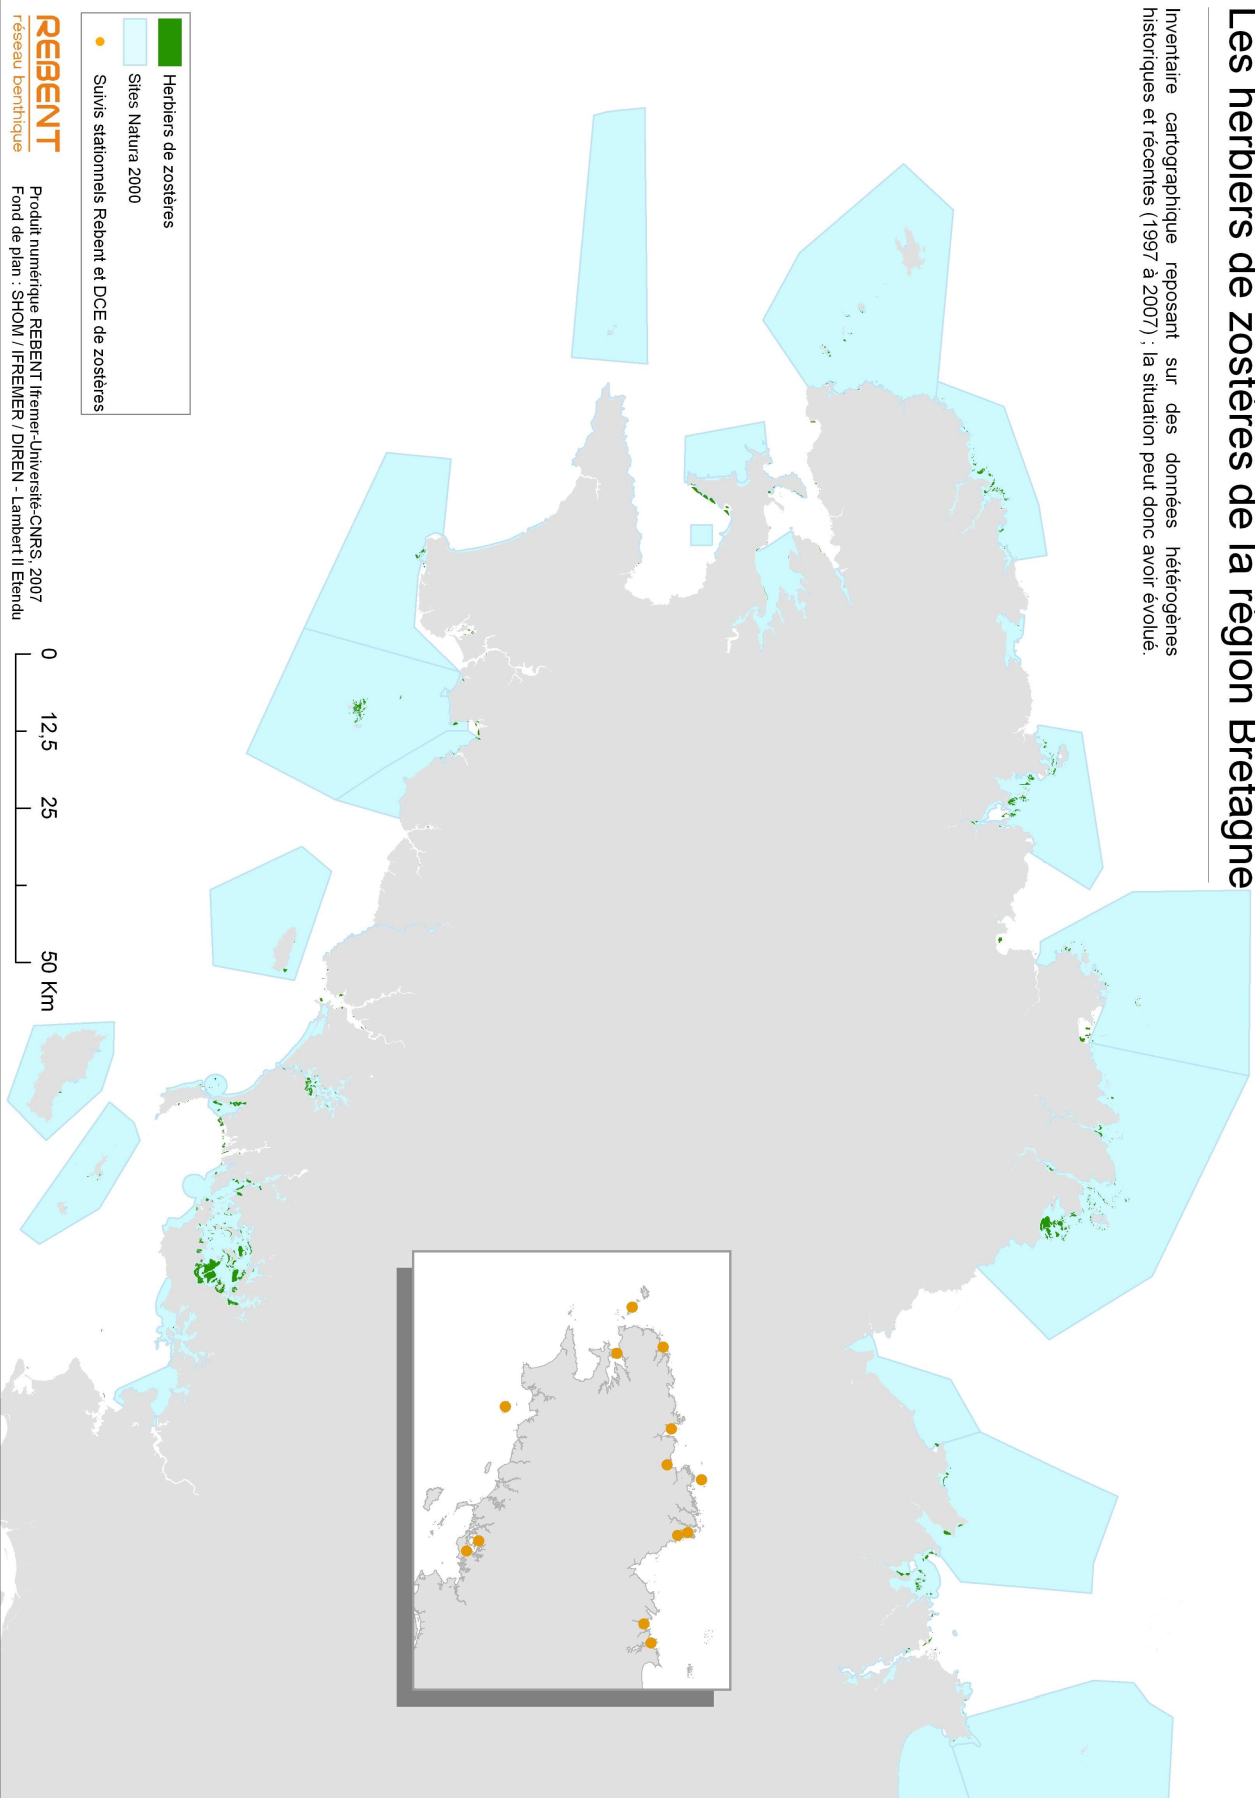 Les herbiers de zostères de la région Bretagne
Inventaire cartographique reposant sur des données hétérogènes
historiques et récentes (1997 à 2007) ; la situation peut donc avoir évolué.
Herbiers de zostères
Sites Natura 2000
Suivis stationnels Rebent et DCE de zostères
REBENT
réseau benthique
Produit numérique REBENT Ifremer-Université-CNRS, 2007
Fond de plan : SHOM / IFREMER / DIREN - Lambert II Etendu
0 12,5 25 50 Km